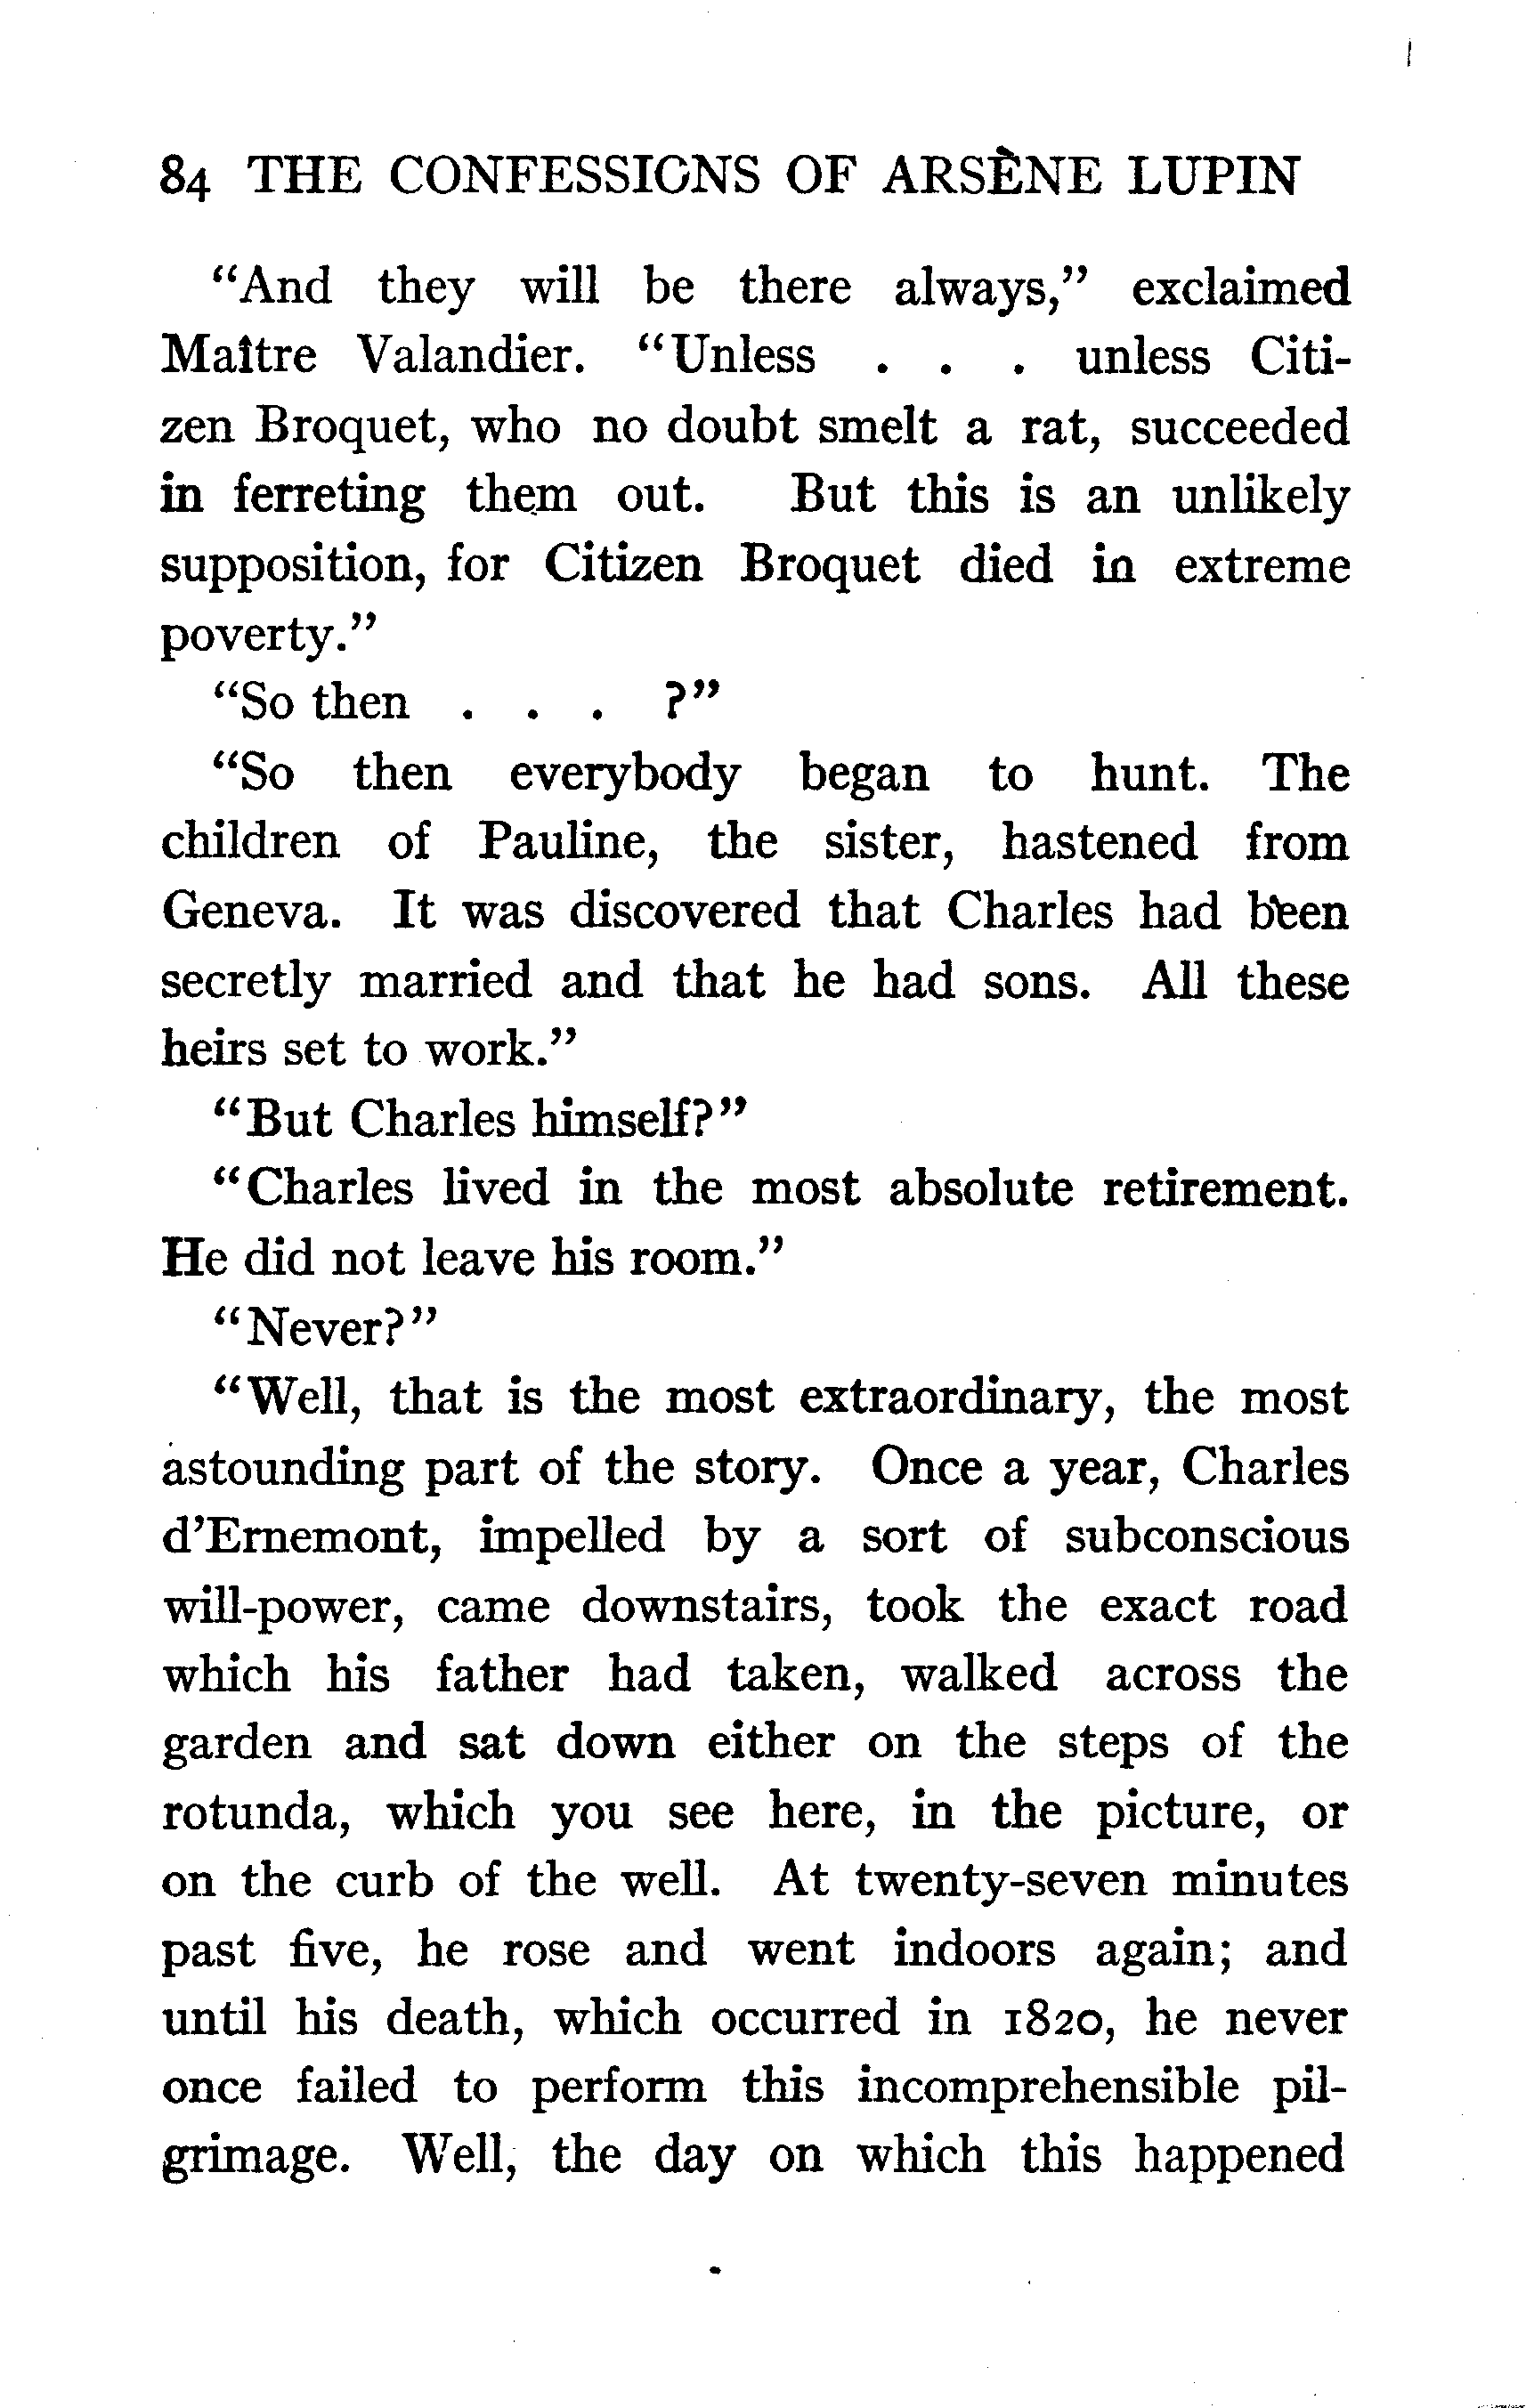 84 THE CONFESSIONS OF ARSÈNE LUPIN
"And they will be there always," exclaimed
Maître Valandier. "Unless . . . unless Citi-
zen Broquet, who no doubt smelt a rat, succeeded
in ferreting them out. But this is an unlikely
supposition, for Citizen Broquet died in extreme
poverty."
"So then . . . ?"
"So then everybody began to hunt. The
children of Pauline, the sister, hastened from
Geneva. It was discovered that Charles had been
secretly married and that he had sons. All these
heirs set to work."
"But Charles himself?"
"Charles lived in the most absolute retirement.
He did not leave his room."
"Never?"
"Well, that is the most extraordinary, the most
astounding part of the story. Once a year, Charles
d'Ernemont, impelled by a sort of subconscious
will-power, came downstairs, took the exact road
which his father had taken, walked across the
garden and sat down either on the steps of the
rotunda, which you see here, in the picture, or
on the curb of the well. At twenty-seven minutes
past five, he rose and went indoors again; and
until his death, which occurred in 1820, he never
once failed to perform this incomprehensible pil-
grimage. Well, the day on which this happened